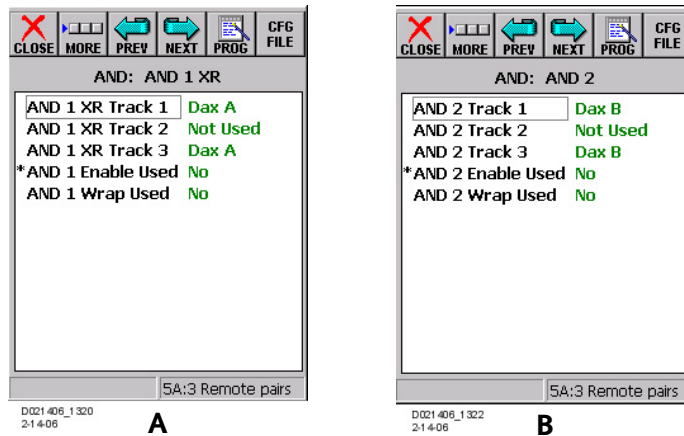 CLOSE MORE PREV NEXT PROG CFG FILE
AND: AND 1 XR
AND 1 XR Track 1 Dax A
AND 1 XR Track 2 Not Used
AND 1 XR Track 3 Dax A
*AND 1 Enable Used No
AND 1 Wrap Used No
5A:3 Remote pairs
D021406_1320
2-14-06
A
CLOSE MORE PREV NEXT PROG CFG FILE
AND: AND 2
AND 2 Track 1 Dax B
AND 2 Track 2 Not Used
AND 2 Track 3 Dax B
*AND 2 Enable Used No
AND 2 Wrap Used No
5A:3 Remote pairs
D021406_1322
2-14-06
B